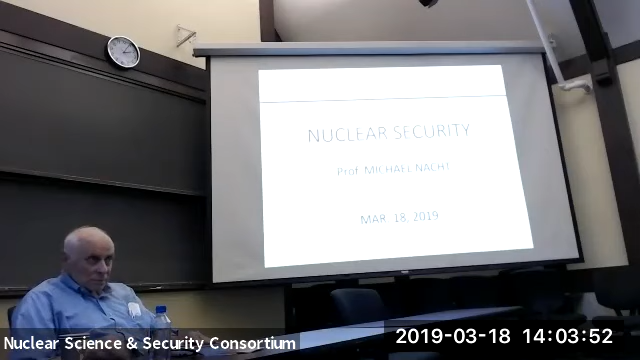 NUCLEAR SECURITY
Prof. MICHAEL NACHT
MAR. 18, 2019
Nuclear Science & Security Consortium
2019-03-18 14:03:52